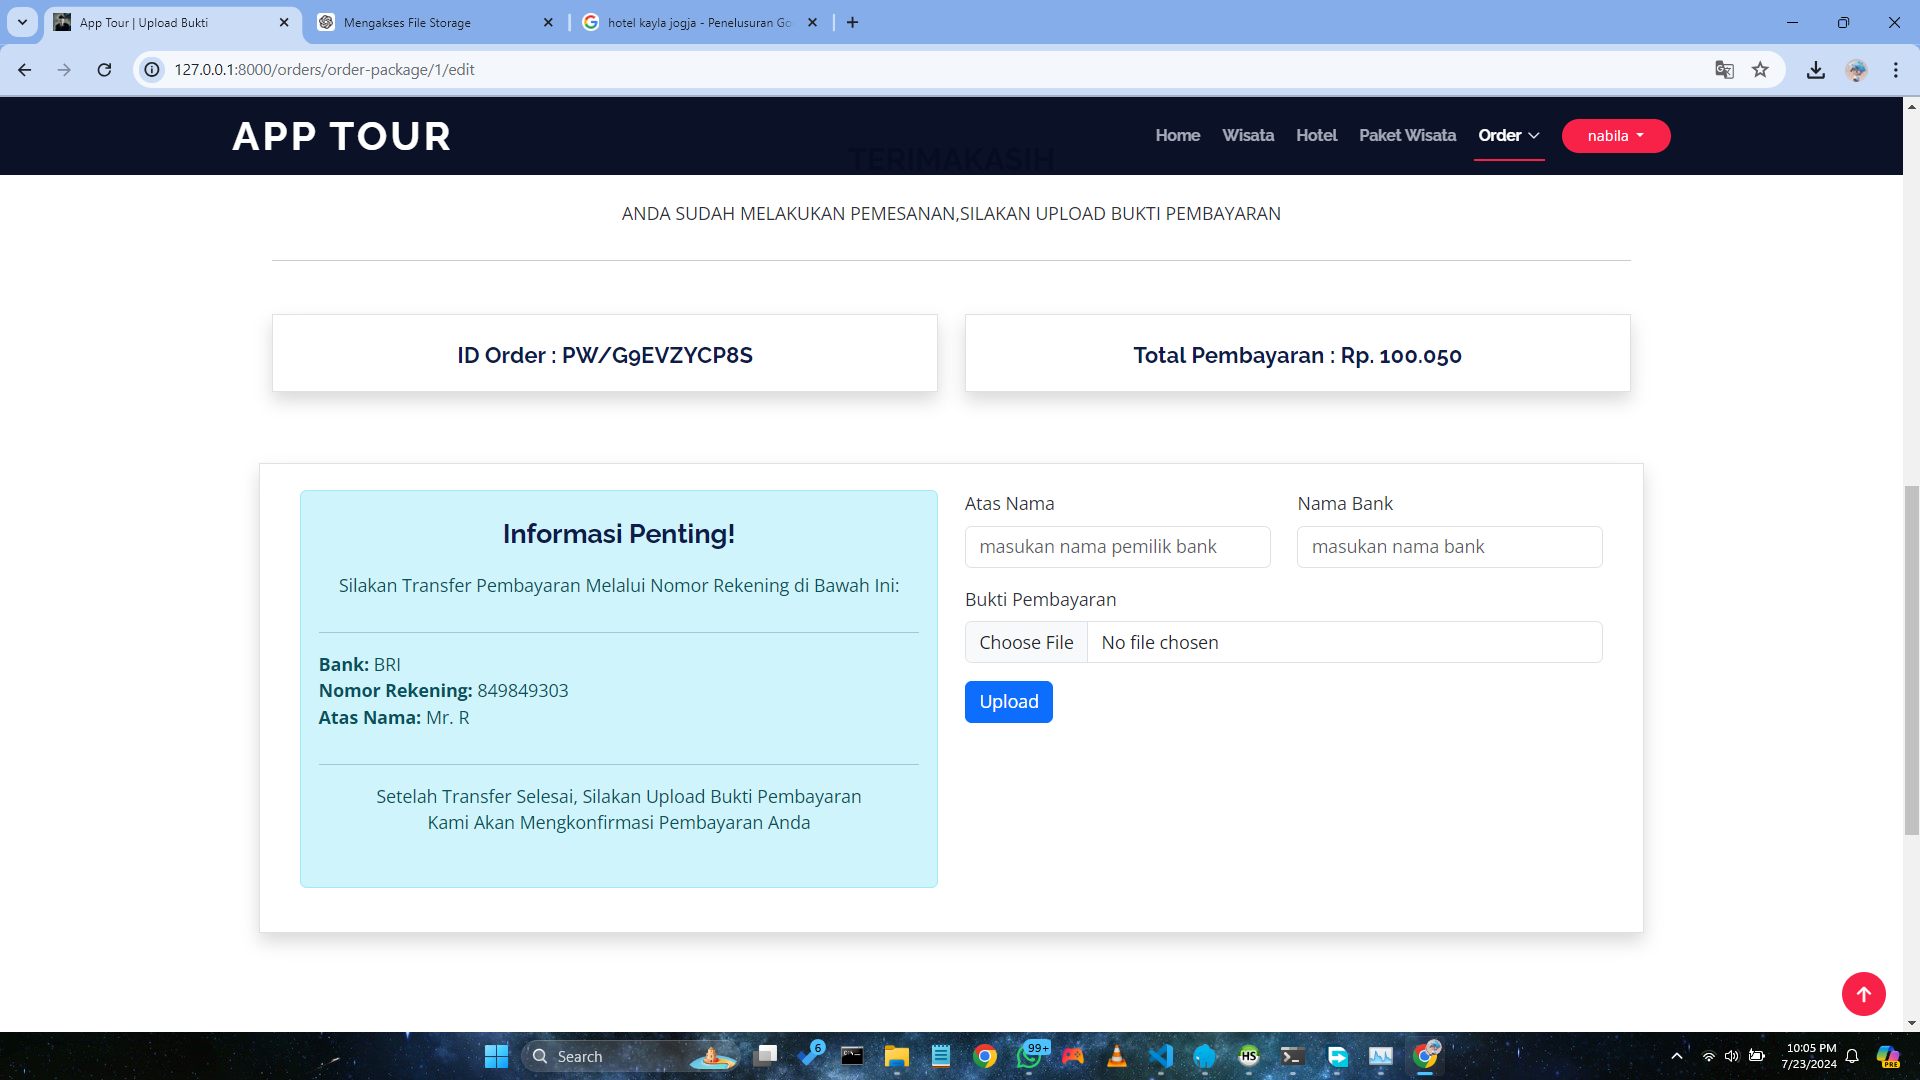 App Tour | Upload Bukti
Mengakses File Storage
hotel kayla jogja - Penelusuran Go
127.0.0.1:8000/orders/order-package/1/edit
APP TOUR
Home
Wisata
Hotel
Paket Wisata
Order
nabila
TERIMAKASIH
ANDA SUDAH MELAKUKAN PEMESANAN,SILAKAN UPLOAD BUKTI PEMBAYARAN
ID Order : PW/G9EVZYCP8S
Total Pembayaran : Rp. 100.050
Informasi Penting!
Silakan Transfer Pembayaran Melalui Nomor Rekening di Bawah Ini:
Bank: BRI
Nomor Rekening: 849849303
Atas Nama: Mr. R
Setelah Transfer Selesai, Silakan Upload Bukti Pembayaran
Kami Akan Mengkonfirmasi Pembayaran Anda
Atas Nama
Nama Bank
masukan nama pemilik bank
masukan nama bank
Bukti Pembayaran
Choose File
No file chosen
Upload
Search
6
99+
HS
10:05 PM
7/23/2024
PRE